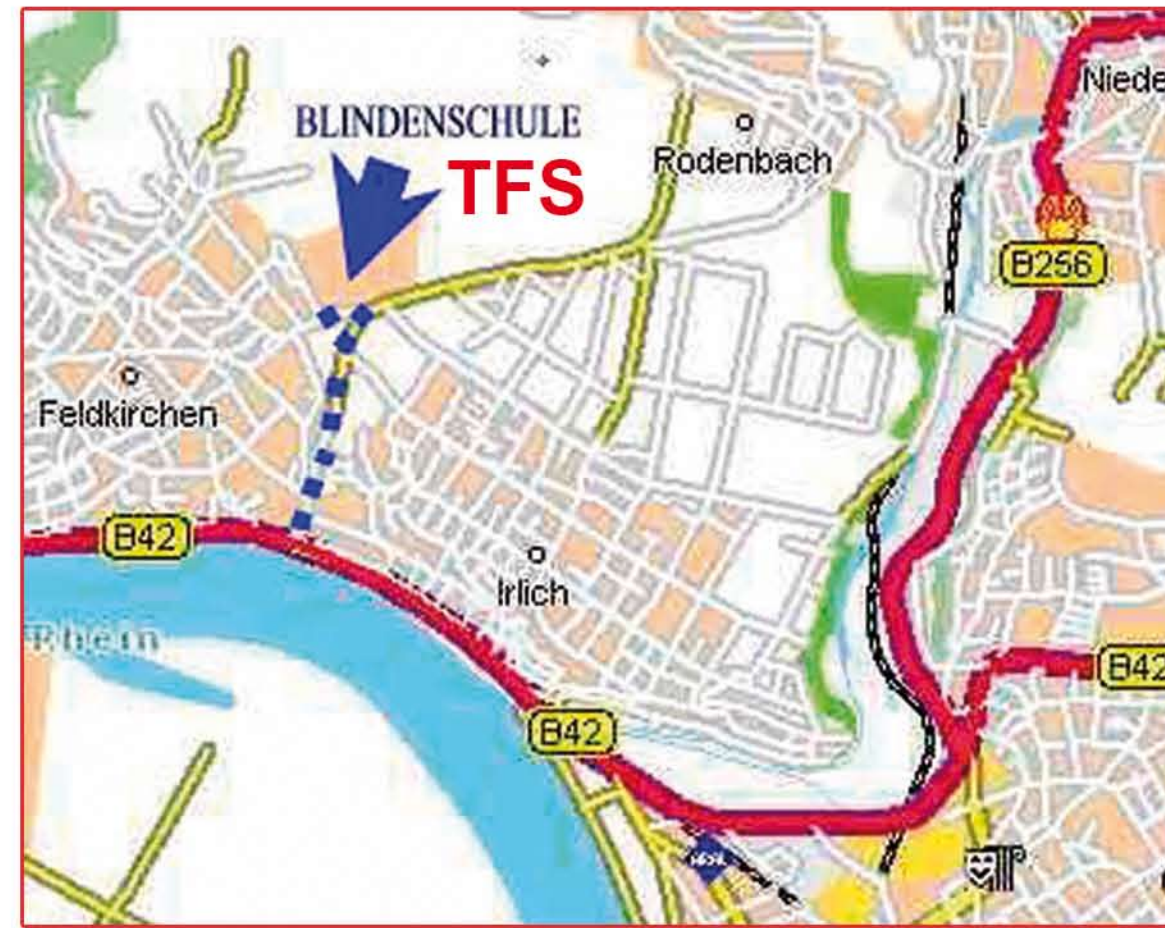 BLINDENSCHULE
TFS
Niede
Rodenbach
B256
Feldkirchen
B42
Irlich
Rhein
B42
B42